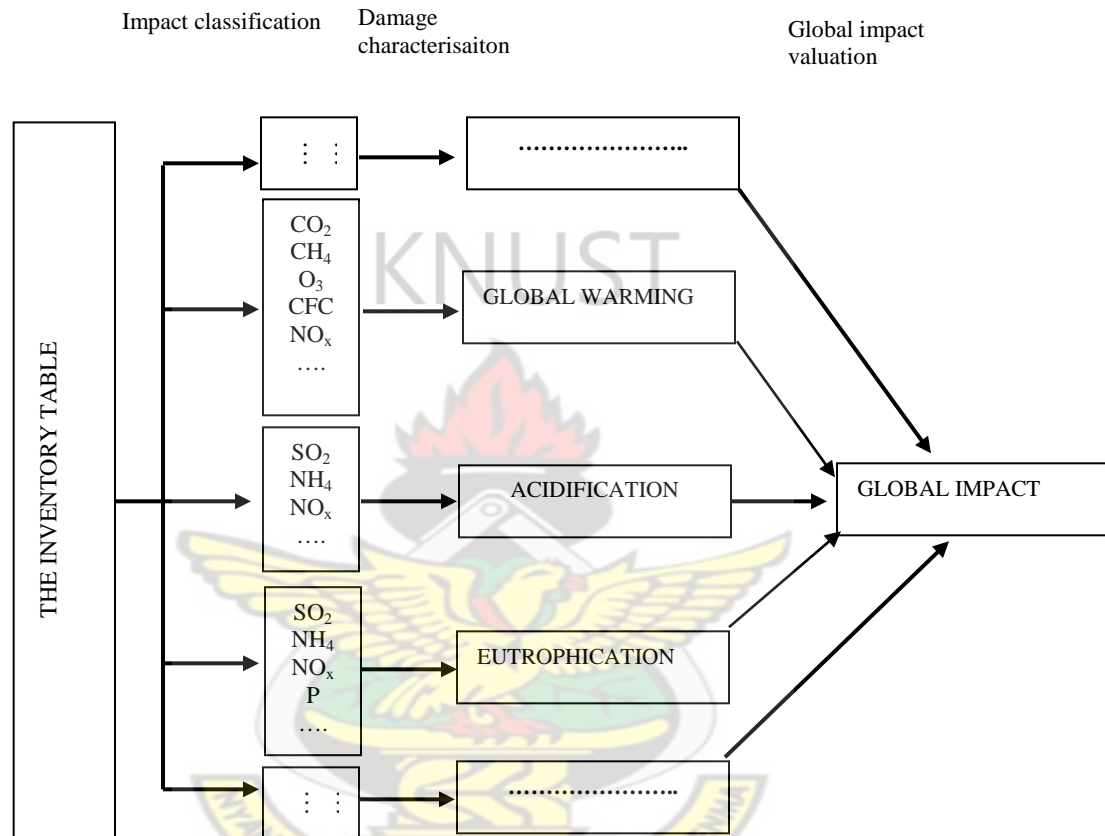 Impact classification
Damage
characterisaiton
Global impact
valuation
THE INVENTORY TABLE
⋮ ⋮
…………………..
KNUST
CO₂
CH₄
O₃
CFC
NOₓ
….
GLOBAL WARMING
SO₂
NH₄
NOₓ
….
ACIDIFICATION
GLOBAL IMPACT
SO₂
NH₄
NOₓ
P
….
EUTROPHICATION
⋮ ⋮
…………………..